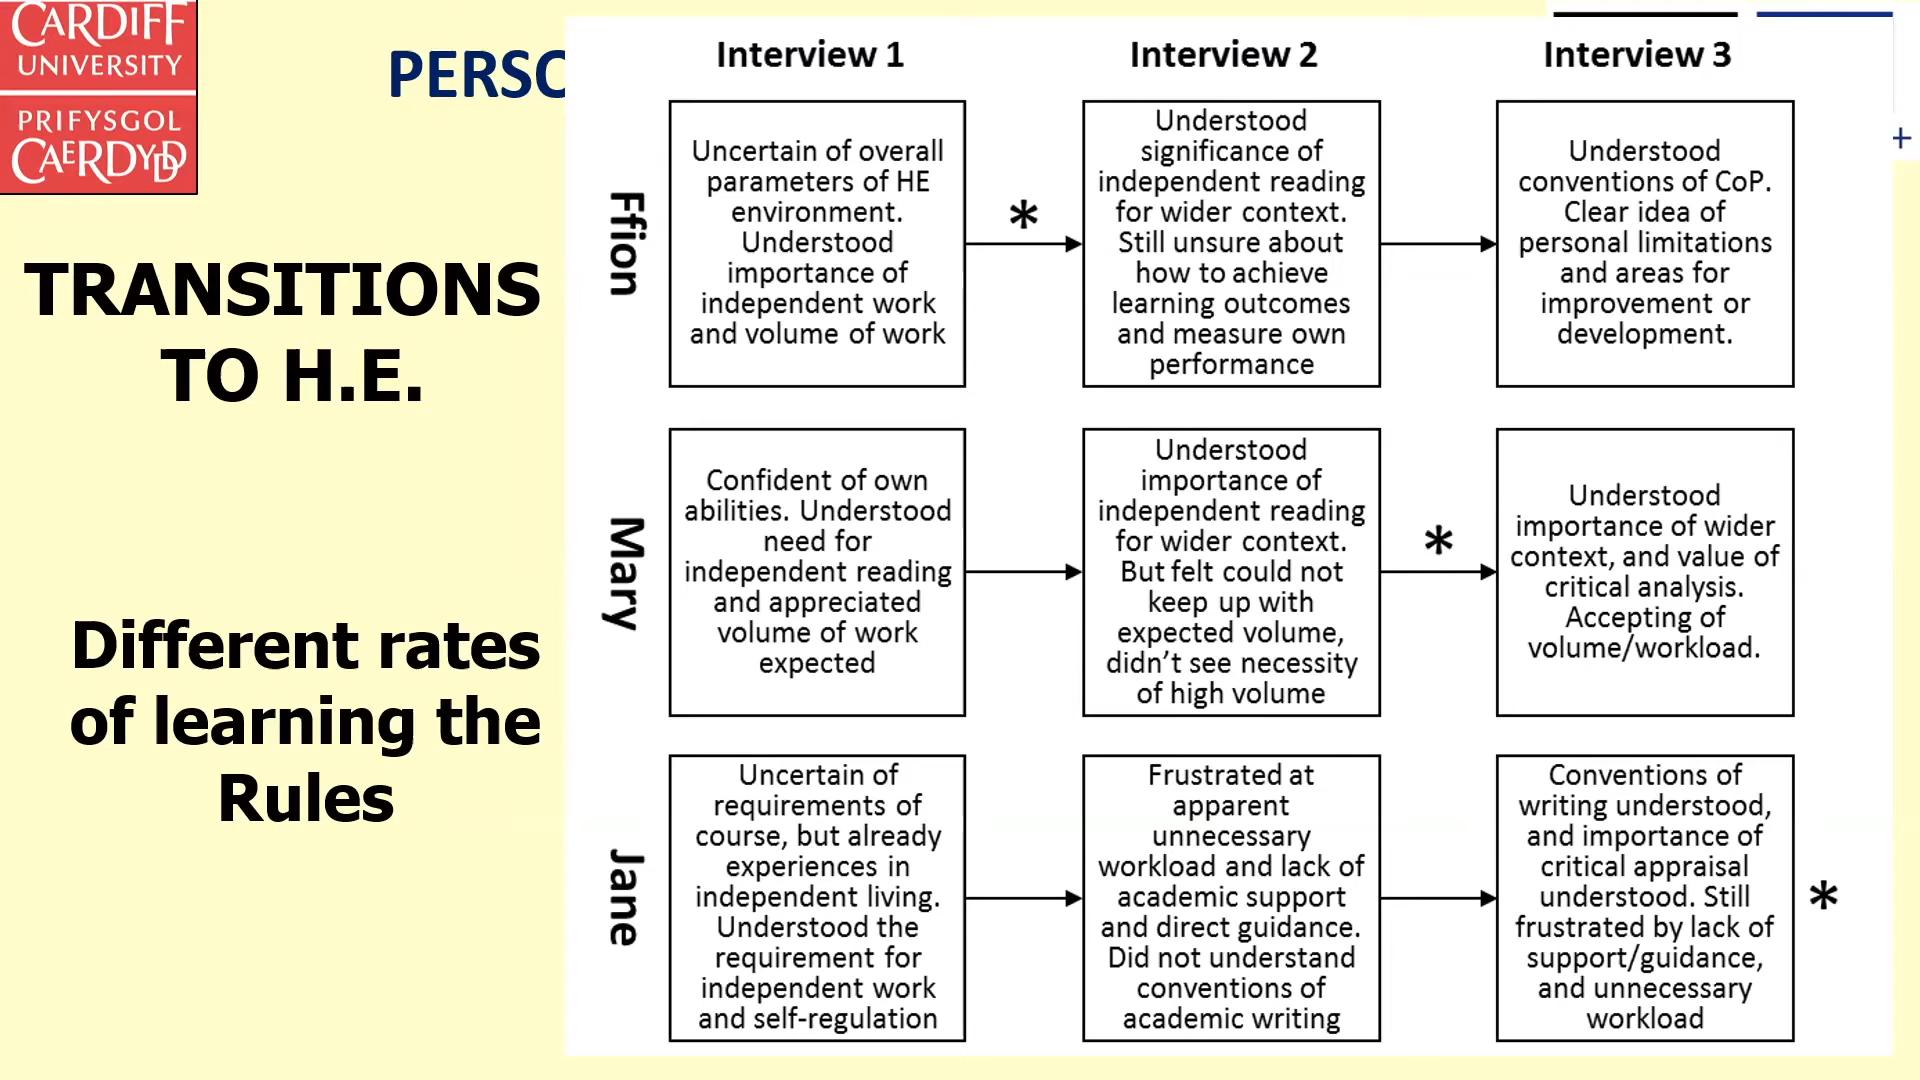 CARDIFF
UNIVERSITY
PRIFYSGOL
CAERDYDD
PERSO
TRANSITIONS
TO H.E.
Different rates
of learning the
Rules
Interview 1
Interview 2
Interview 3
Ffion
Uncertain of overall
parameters of HE
environment.
Understood
importance of
independent work
and volume of work
*
Understood
significance of
independent reading
for wider context.
Still unsure about
how to achieve
learning outcomes
and measure own
performance
Understood
conventions of CoP.
Clear idea of
personal limitations
and areas for
improvement or
development.
+
Mary
Confident of own
abilities. Understood
need for
independent reading
and appreciated
volume of work
expected
Understood
importance of
independent reading
for wider context.
But felt could not
keep up with
expected volume,
didn’t see necessity
of high volume
*
Understood
importance of wider
context, and value of
critical analysis.
Accepting of
volume/workload.
Jane
Uncertain of
requirements of
course, but already
experiences in
independent living.
Understood the
requirement for
independent work
and self-regulation
Frustrated at
apparent
unnecessary
workload and lack of
academic support
and direct guidance.
Did not understand
conventions of
academic writing
Conventions of
writing understood,
and importance of
critical appraisal
understood. Still
frustrated by lack of
support/guidance,
and unnecessary
workload
*